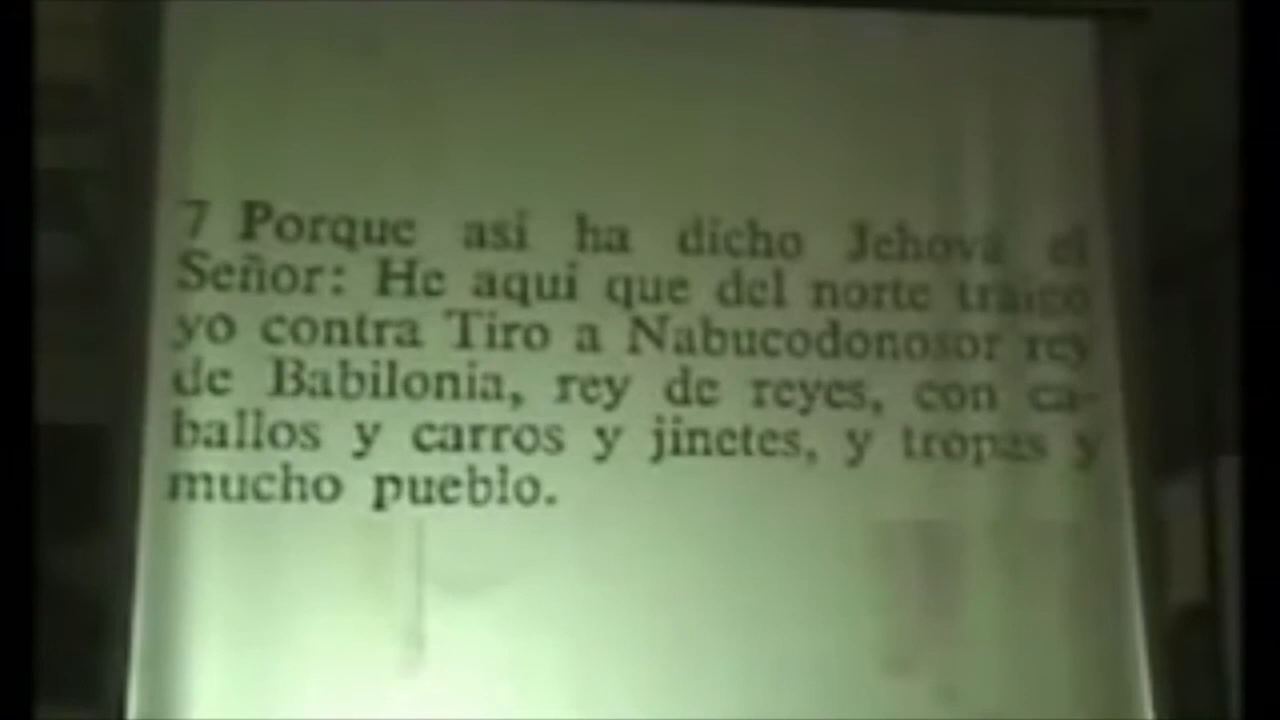 7 Porque así ha dicho Jehová el
Señor: He aquí que del norte traigo
yo contra Tiro a Nabucodonosor rey
de Babilonia, rey de reyes, con ca-
ballos y carros y jinetes, y tropas y
mucho pueblo.